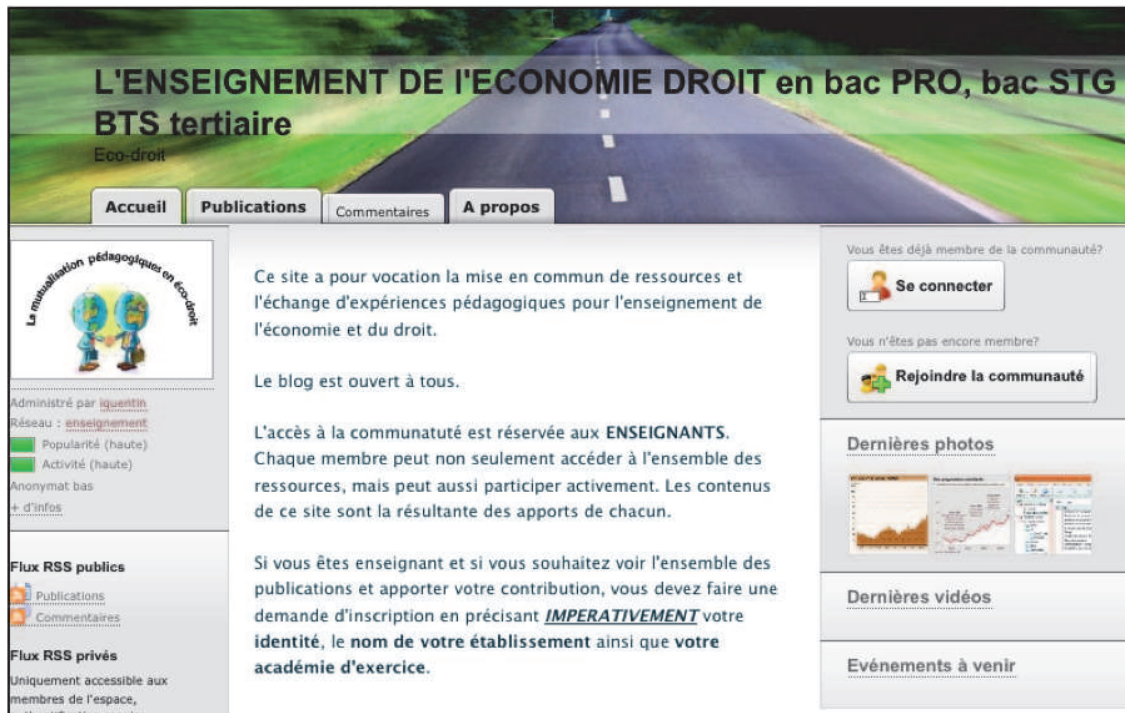 L'ENSEIGNEMENT DE l'ECONOMIE DROIT en bac PRO, bac STG
BTS tertiaire
Eco-droit
Accueil
Publications
Commentaires
A propos
La mutualisation pédagogiques en éco-droit
Administré par iquentin
Réseau : enseignement
Popularité (haute)
Activité (haute)
Anonymat bas
+ d'infos
Flux RSS publics
Publications
Commentaires
Flux RSS privés
Uniquement accessible aux
membres de l'espace,
Ce site a pour vocation la mise en commun de ressources et
l'échange d'expériences pédagogiques pour l'enseignement de
l'économie et du droit.
Le blog est ouvert à tous.
L'accès à la communatuté est réservée aux ENSEIGNANTS.
Chaque membre peut non seulement accéder à l'ensemble des
ressources, mais peut aussi participer activement. Les contenus
de ce site sont la résultante des apports de chacun.
Si vous êtes enseignant et si vous souhaitez voir l'ensemble des
publications et apporter votre contribution, vous devez faire une
demande d'inscription en précisant IMPERATIVEMENT votre
identité, le nom de votre établissement ainsi que votre
académie d'exercice.
Vous êtes déjà membre de la communauté?
Se connecter
Vous n'êtes pas encore membre?
Rejoindre la communauté
Dernières photos
Dernières vidéos
Evénements à venir